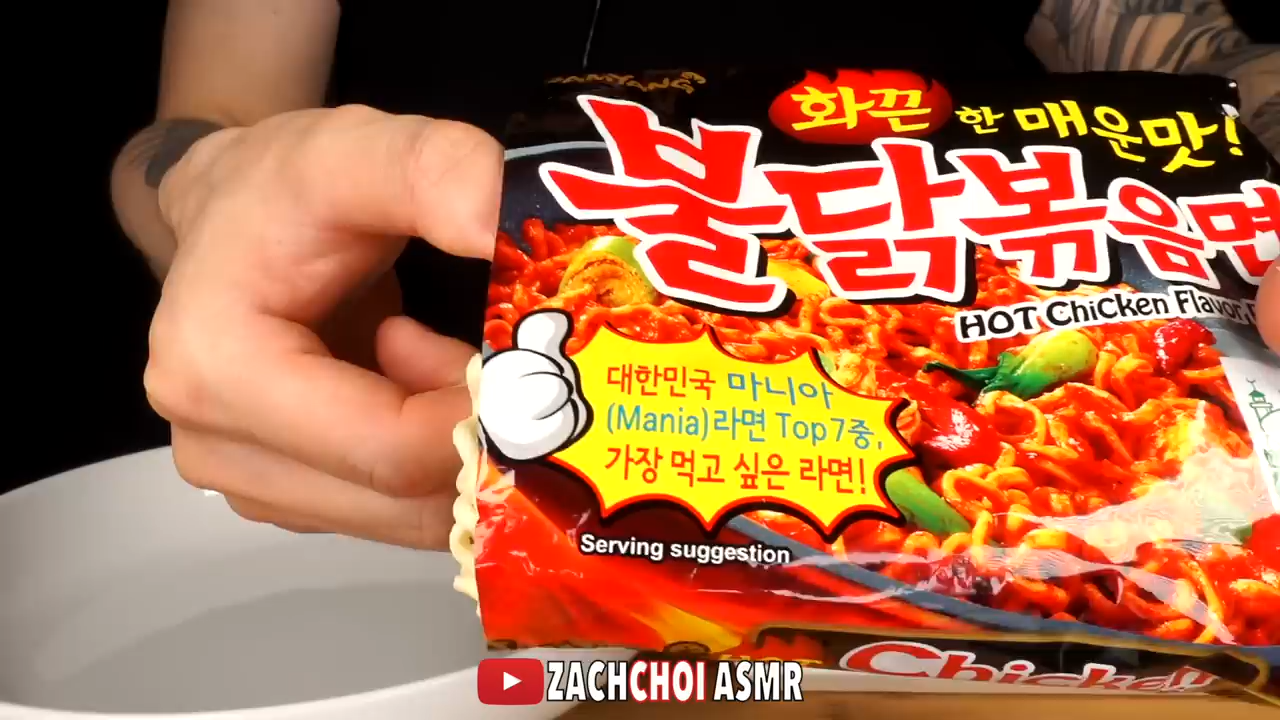 SAMYANG
화끈한 매운맛!
불닭볶음면
HOT Chicken Flavor
대한민국 마니아
(Mania)라면 Top7중,
가장 먹고 싶은 라면!
Serving suggestion
Chicken
ZACHCHOI ASMR